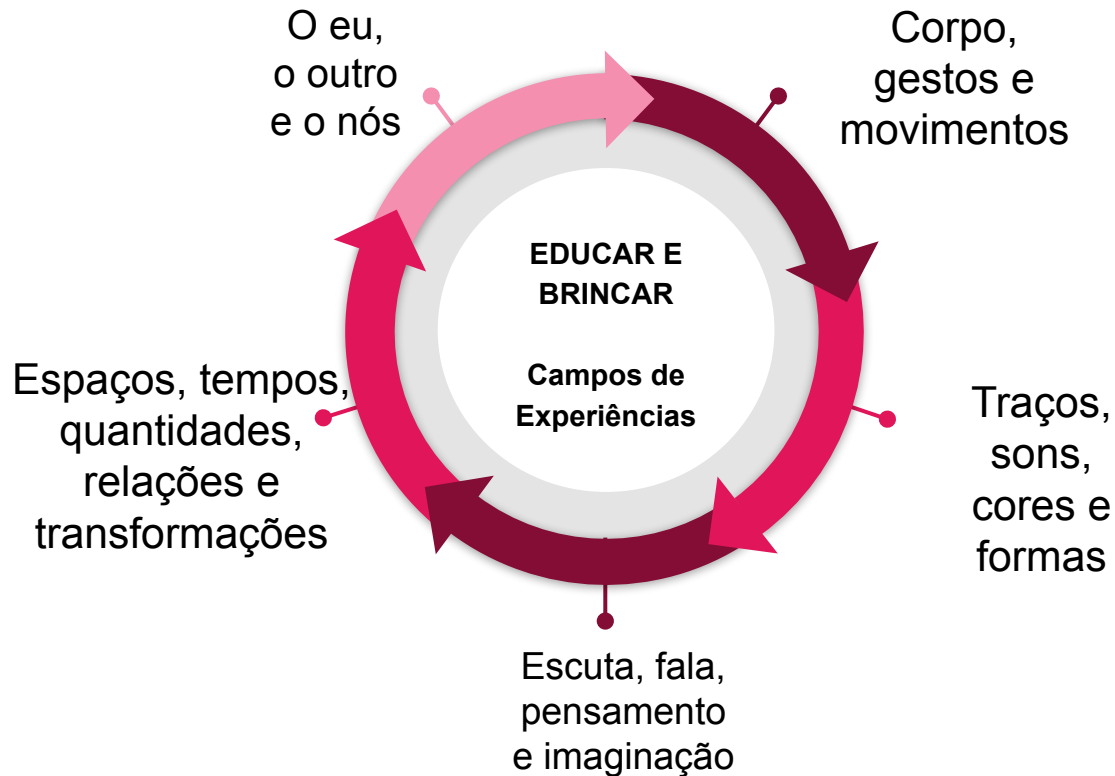 O eu,
o outro
e o nós
Corpo,
gestos e
movimentos
EDUCAR E
BRINCAR
Campos de
Experiências
Espaços, tempos,
quantidades,
relações e
transformações
Traços,
sons,
cores e
formas
Escuta, fala,
pensamento
e imaginação